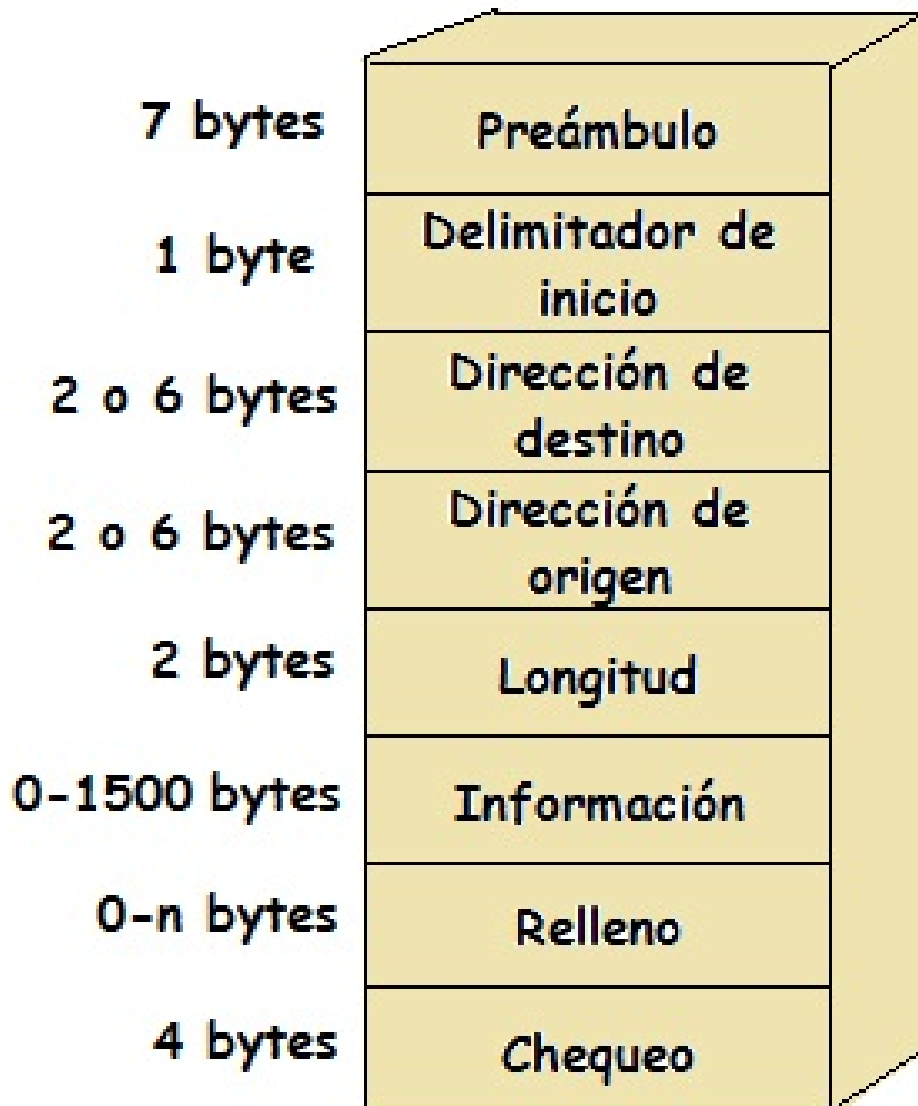 7 bytes
Preámbulo
1 byte
Delimitador de
inicio
2 o 6 bytes
Dirección de
destino
2 o 6 bytes
Dirección de
origen
2 bytes
Longitud
0-1500 bytes
Información
0-n bytes
Relleno
4 bytes
Chequeo